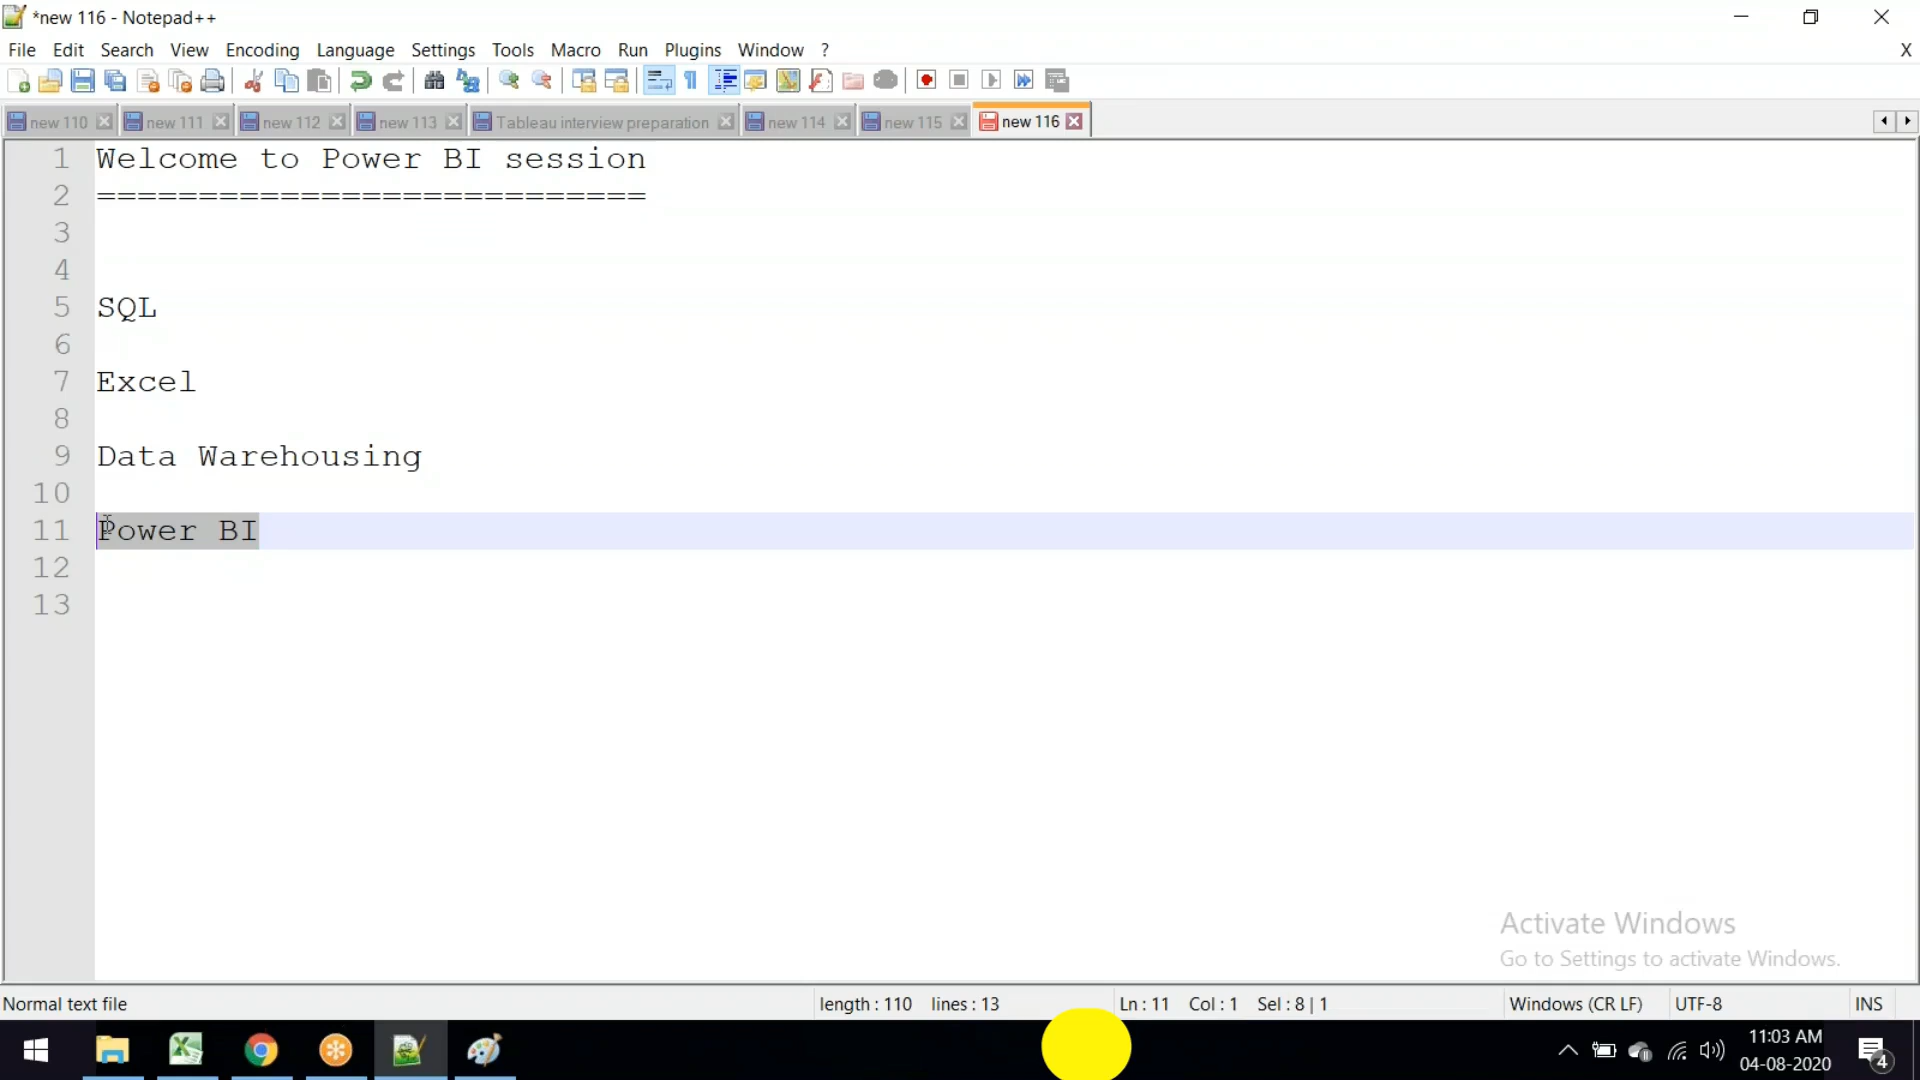 *new 116 - Notepad++
File Edit Search View Encoding Language Settings Tools Macro Run Plugins Window ? X
new 110 new 111 new 112 new 113 Tableau interview preparation new 114 new 115 new 116
1 Welcome to Power BI session
2 ===========================
3
4
5 SQL
6
7 Excel
8
9 Data Warehousing
10
11 Power BI
12
13
Activate Windows
Go to Settings to activate Windows.
Normal text file length : 110 lines : 13 Ln : 11 Col : 1 Sel : 8 | 1 Windows (CR LF) UTF-8 INS
11:03 AM
04-08-2020
4